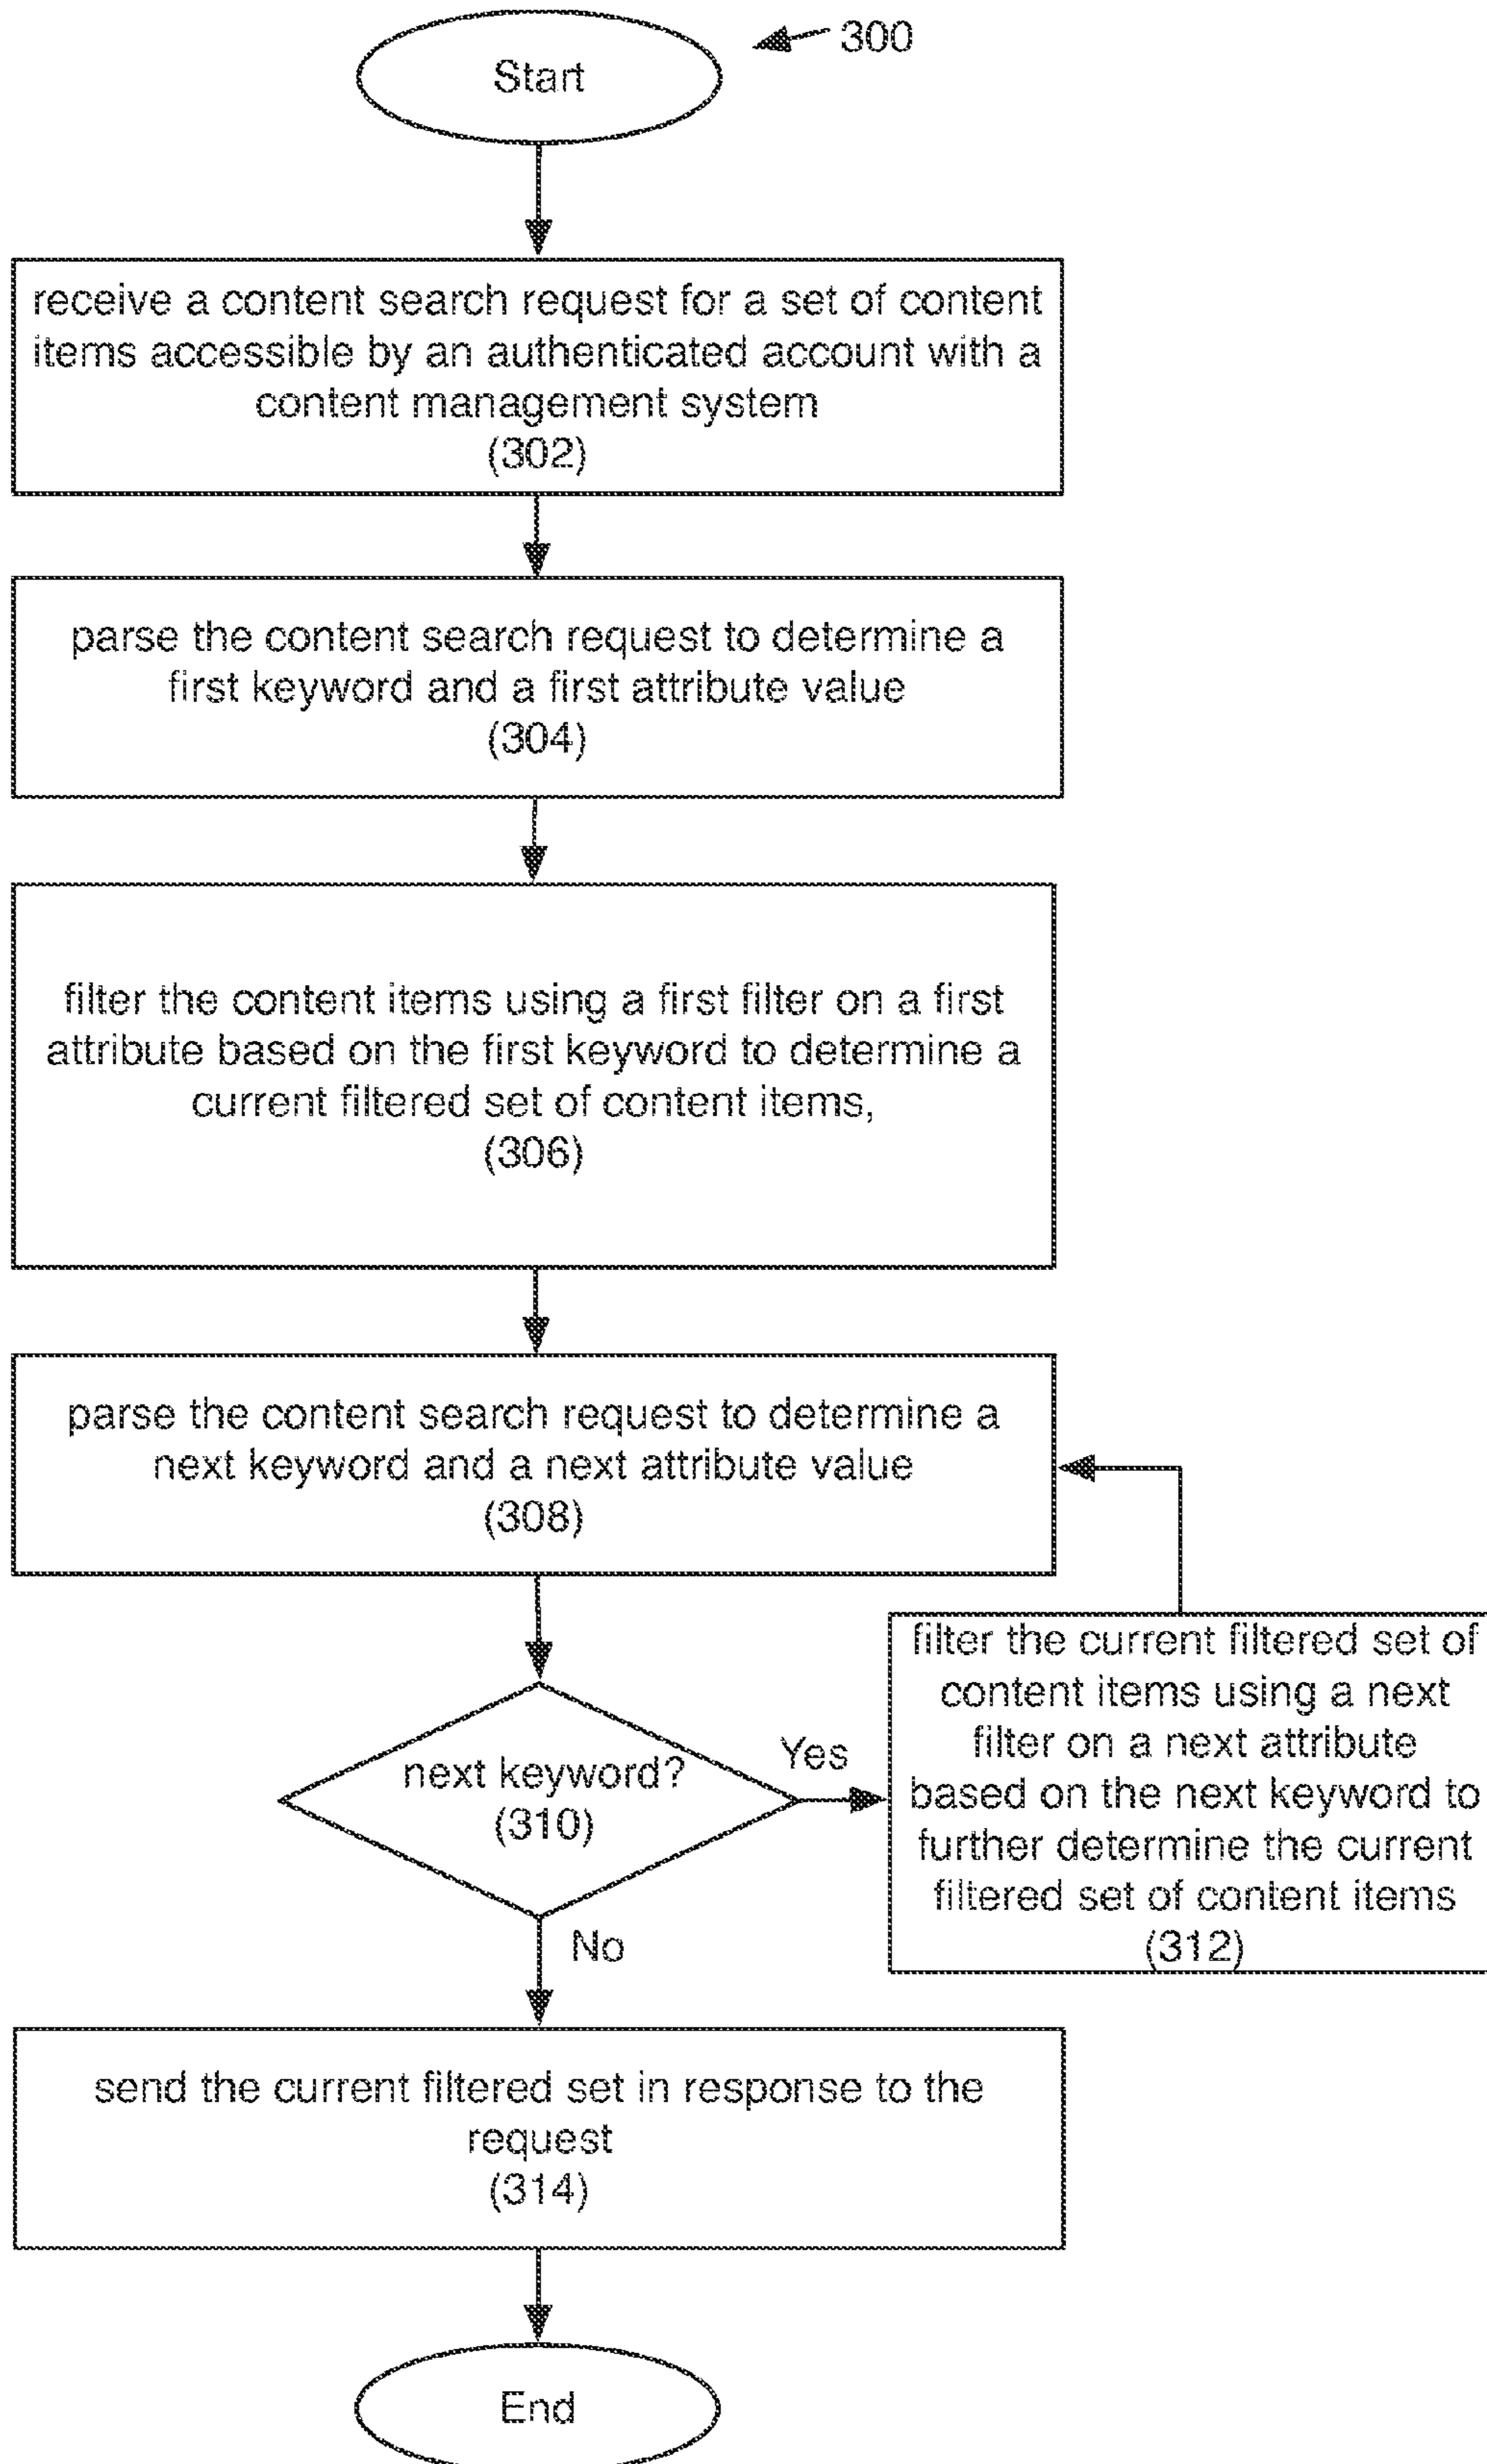 Start
300
receive a content search request for a set of content
items accessible by an authenticated account with a
content management system
(302)
parse the content search request to determine a
first keyword and a first attribute value
(304)
filter the content items using a first filter on a first
attribute based on the first keyword to determine a
current filtered set of content items,
(306)
parse the content search request to determine a
next keyword and a next attribute value
(308)
next keyword?
(310)
Yes
filter the current filtered set of
content items using a next
filter on a next attribute
based on the next keyword to
further determine the current
filtered set of content items
(312)
No
send the current filtered set in response to the
request
(314)
End